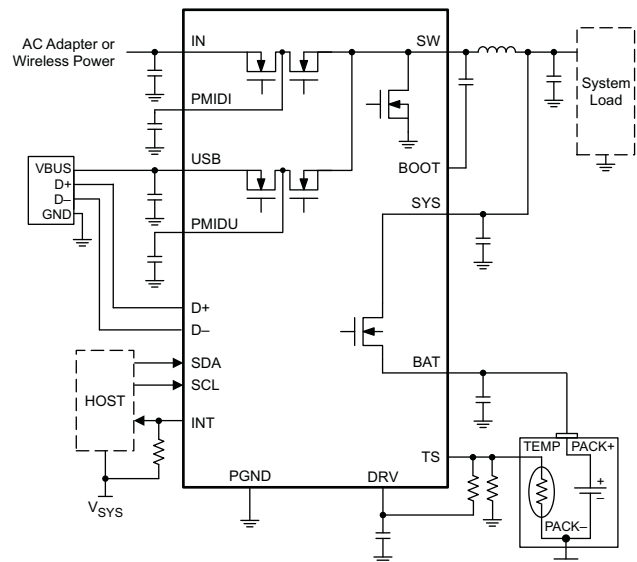 AC Adapter or
Wireless Power
IN
SW
PMIDI
System
Load
USB
BOOT
VBUS
D+
D–
GND
SYS
PMIDU
D+
D–
BAT
SDA
SCL
HOST
INT
TS
TEMP PACK+
+
–
PACK–
PGND
DRV
VSYS